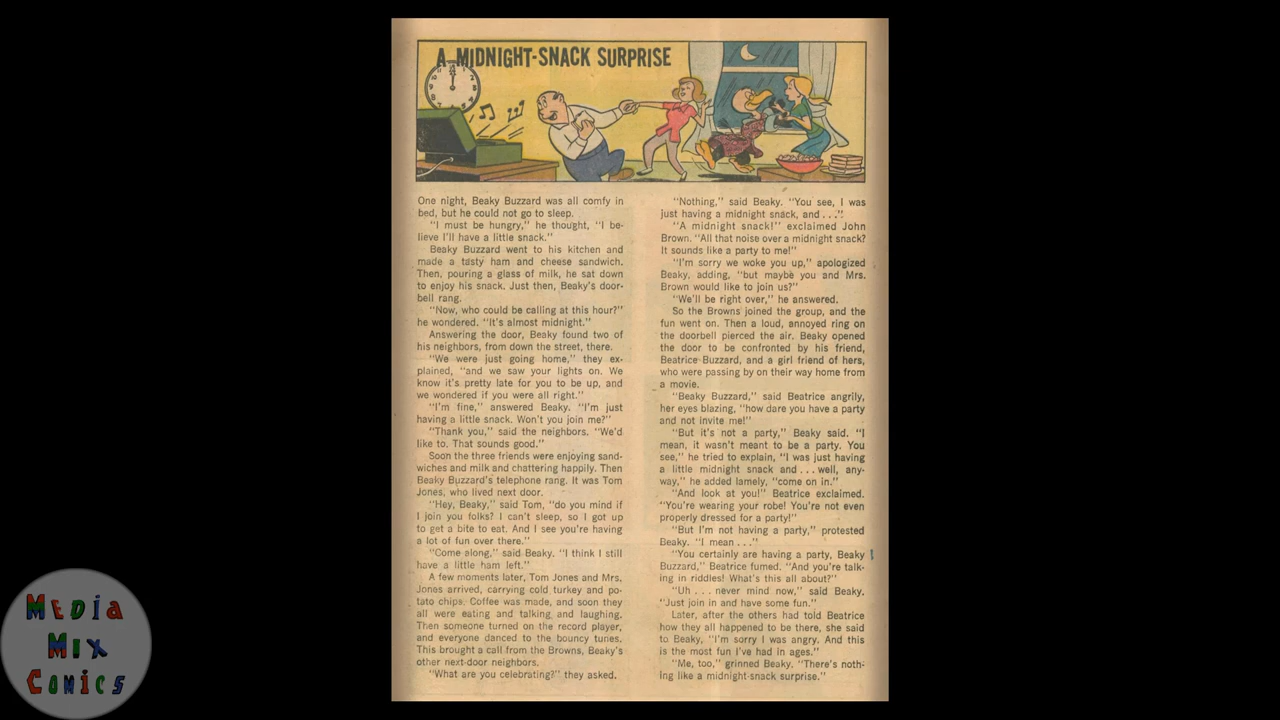 A MIDNIGHT-SNACK SURPRISE
One night, Beaky Buzzard was all comfy in
bed, but he could not go to sleep.
"I must be hungry," he thought, "I be-
lieve I'll have a little snack."
Beaky Buzzard went to his kitchen and
made a tasty ham and cheese sandwich.
Then, pouring a glass of milk, he sat down
to enjoy his snack. Just then, Beaky's door-
bell rang.
"Now, who could be calling at this hour?"
he wondered. "It's almost midnight."
Answering the door, Beaky found two of
his neighbors, from down the street, there.
"We were just going home," they ex-
plained, "and we saw your lights on. We
know it's pretty late for you to be up, and
we wondered if you were all right."
"I'm fine," answered Beaky. "I'm just
having a little snack. Won't you join me?"
"Thank you," said the neighbors. "We'd
like to. That sounds good."
Soon the three friends were enjoying sand-
wiches and milk and chattering happily. Then
Beaky Buzzard's telephone rang. It was Tom
Jones, who lived next door.
"Hey, Beaky," said Tom, "do you mind if
I join you folks? I can't sleep, so I got up
to get a bite to eat. And I see you're having
a lot of fun over there."
"Come along," said Beaky. "I think I still
have a little ham left."
A few moments later, Tom Jones and Mrs.
Jones arrived, carrying cold turkey and po-
tato chips. Coffee was made, and soon they
all were eating and talking and laughing.
Then someone turned on the record player,
and everyone danced to the bouncy tunes.
This brought a call from the Browns, Beaky's
other next-door neighbors.
"What are you celebrating?" they asked.
"Nothing," said Beaky. "You see, I was
just having a midnight snack, and . . ."
"A midnight snack!" exclaimed John
Brown. "All that noise over a midnight snack?
It sounds like a party to me!"
"I'm sorry we woke you up," apologized
Beaky, adding, "but maybe you and Mrs.
Brown would like to join us?"
"We'll be right over," he answered.
So the Browns joined the group, and the
fun went on. Then a loud, annoyed ring on
the doorbell pierced the air. Beaky opened
the door to be confronted by his friend,
Beatrice Buzzard, and a girl friend of hers,
who were passing by on their way home from
a movie.
"Beaky Buzzard," said Beatrice angrily,
her eyes blazing, "how dare you have a party
and not invite me!"
"But it's not a party," Beaky said. "I
mean, it wasn't meant to be a party. You
see," he tried to explain, "I was just having
a little midnight snack and . . . well, any-
way," he added lamely, "come on in."
"And look at you!" Beatrice exclaimed.
"You're wearing your robe! You're not even
properly dressed for a party!"
"But I'm not having a party," protested
Beaky. "I mean . . ."
"You certainly are having a party, Beaky
Buzzard," Beatrice fumed. "And you're talk-
ing in riddles! What's this all about?"
"Uh . . . never mind now," said Beaky.
"Just join in and have some fun."
Later, after the others had told Beatrice
how they all happened to be there, she said
to Beaky, "I'm sorry I was angry. And this
is the most fun I've had in ages."
"Me, too," grinned Beaky. "There's noth-
ing like a midnight-snack surprise."
MEDiA
MiX
COMiCS